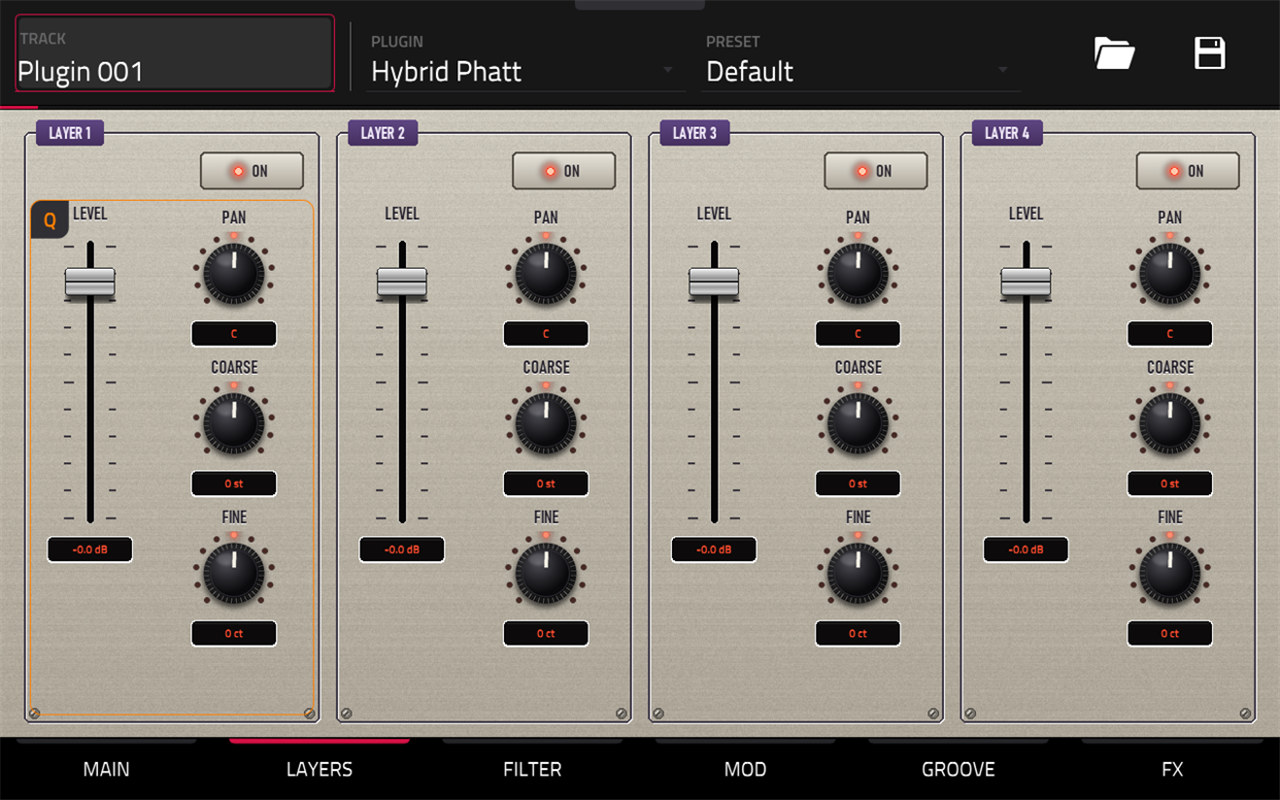 TRACK
Plugin 001
PLUGIN
Hybrid Phatt
PRESET
Default
LAYER 1
ON
Q
LEVEL
PAN
C
COARSE
0 st
FINE
-0.0 dB
0 ct
LAYER 2
ON
LEVEL
PAN
C
COARSE
0 st
FINE
-0.0 dB
0 ct
LAYER 3
ON
LEVEL
PAN
C
COARSE
0 st
FINE
-0.0 dB
0 ct
LAYER 4
ON
LEVEL
PAN
C
COARSE
0 st
FINE
-0.0 dB
0 ct
MAIN
LAYERS
FILTER
MOD
GROOVE
FX